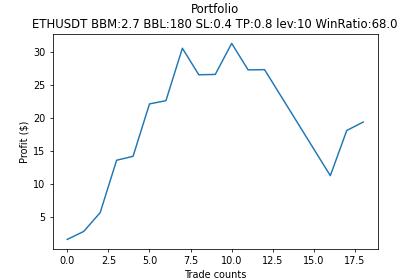 Portfolio
ETHUSDT BBM:2.7 BBL:180 SL:0.4 TP:0.8 lev:10 WinRatio:68.0
Profit ($)
30
25
20
15
10
5
0.0 2.5 5.0 7.5 10.0 12.5 15.0 17.5
Trade counts